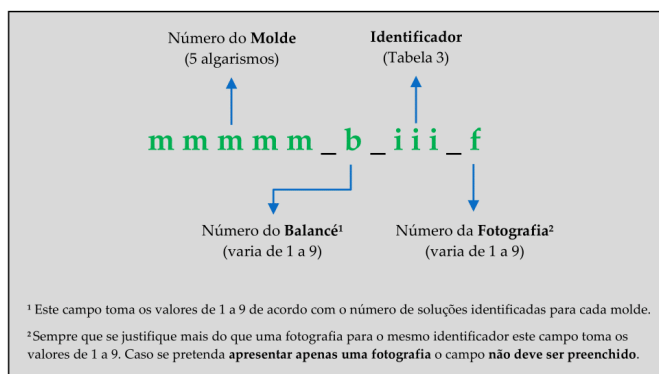 Número do Molde
(5 algarismos)
Identificador
(Tabela 3)
m m m m m _ b _ i i i _ f
Número do Balancé¹
(varia de 1 a 9)
Número da Fotografia²
(varia de 1 a 9)
¹ Este campo toma os valores de 1 a 9 de acordo com o número de soluções identificadas para cada molde.
² Sempre que se justifique mais do que uma fotografia para o mesmo identificador este campo toma os
valores de 1 a 9. Caso se pretenda apresentar apenas uma fotografia o campo não deve ser preenchido.